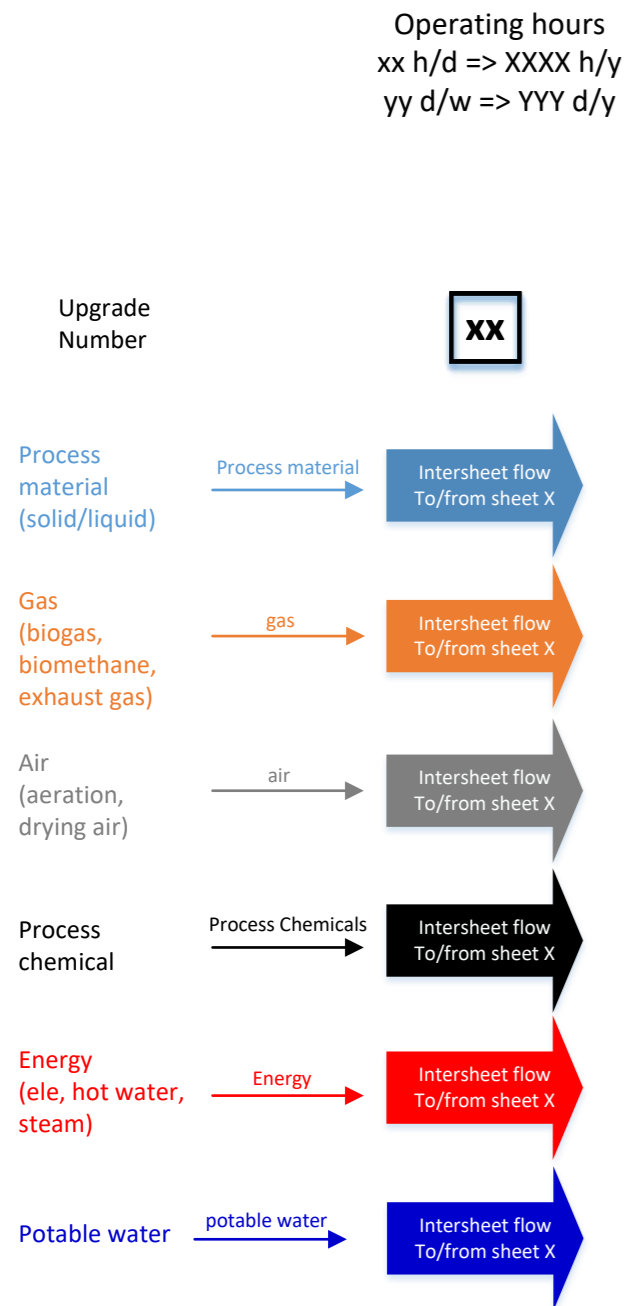 Operating hours
xx h/d => XXXX h/y
yy d/w => YYY d/y
Upgrade
Number
xx
Process
material
(solid/liquid)
Process material
Intersheet flow
To/from sheet X
Gas
(biogas,
biomethane,
exhaust gas)
gas
Intersheet flow
To/from sheet X
Air
(aeration,
drying air)
air
Intersheet flow
To/from sheet X
Process
chemical
Process Chemicals
Intersheet flow
To/from sheet X
Energy
(ele, hot water,
steam)
Energy
Intersheet flow
To/from sheet X
Potable water
potable water
Intersheet flow
To/from sheet X